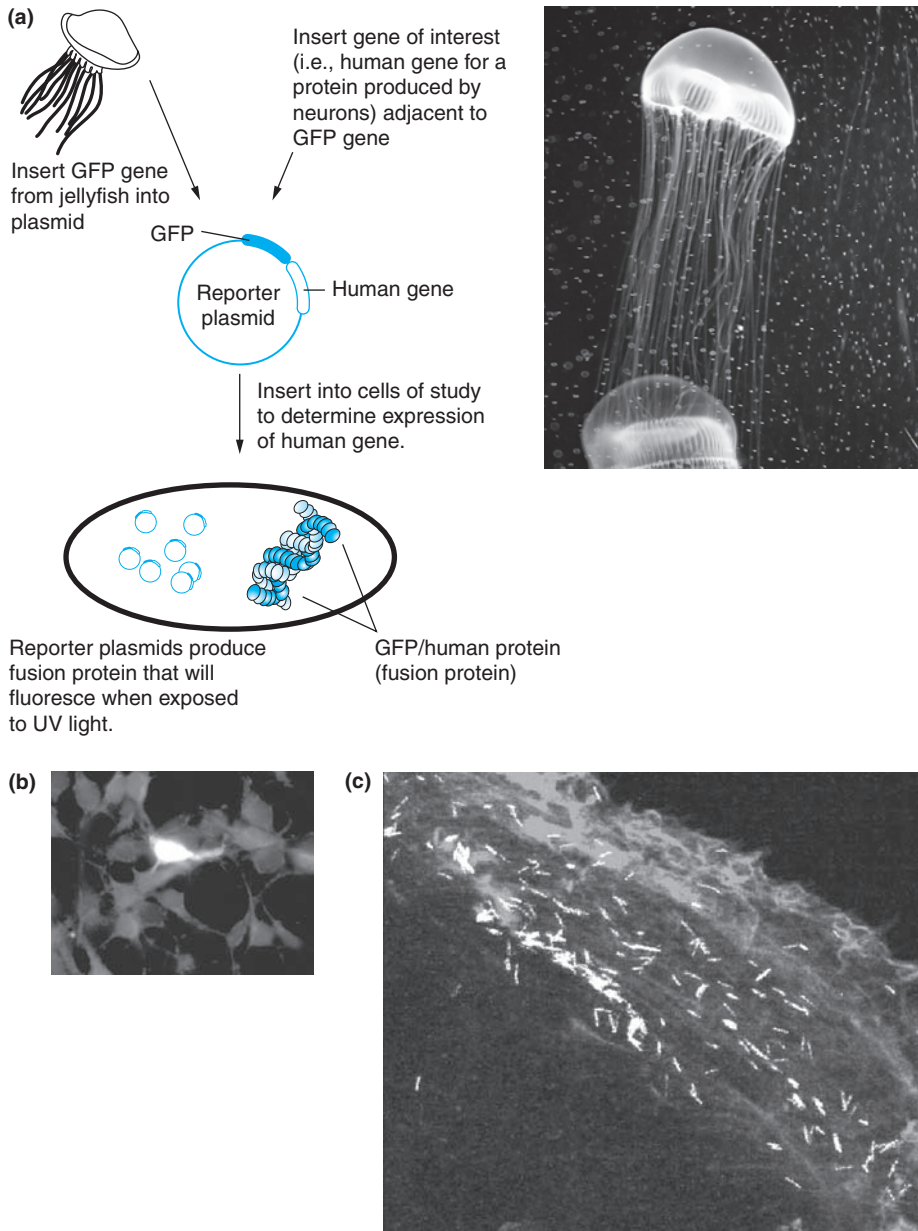 (a)
Insert gene of interest
(i.e., human gene for a
protein produced by
neurons) adjacent to
GFP gene
Insert GFP gene
from jellyfish into
plasmid
GFP
Reporter
plasmid
Human gene
Insert into cells of study
to determine expression
of human gene.
Reporter plasmids produce
fusion protein that will
fluoresce when exposed
to UV light.
GFP/human protein
(fusion protein)
(b)
(c)